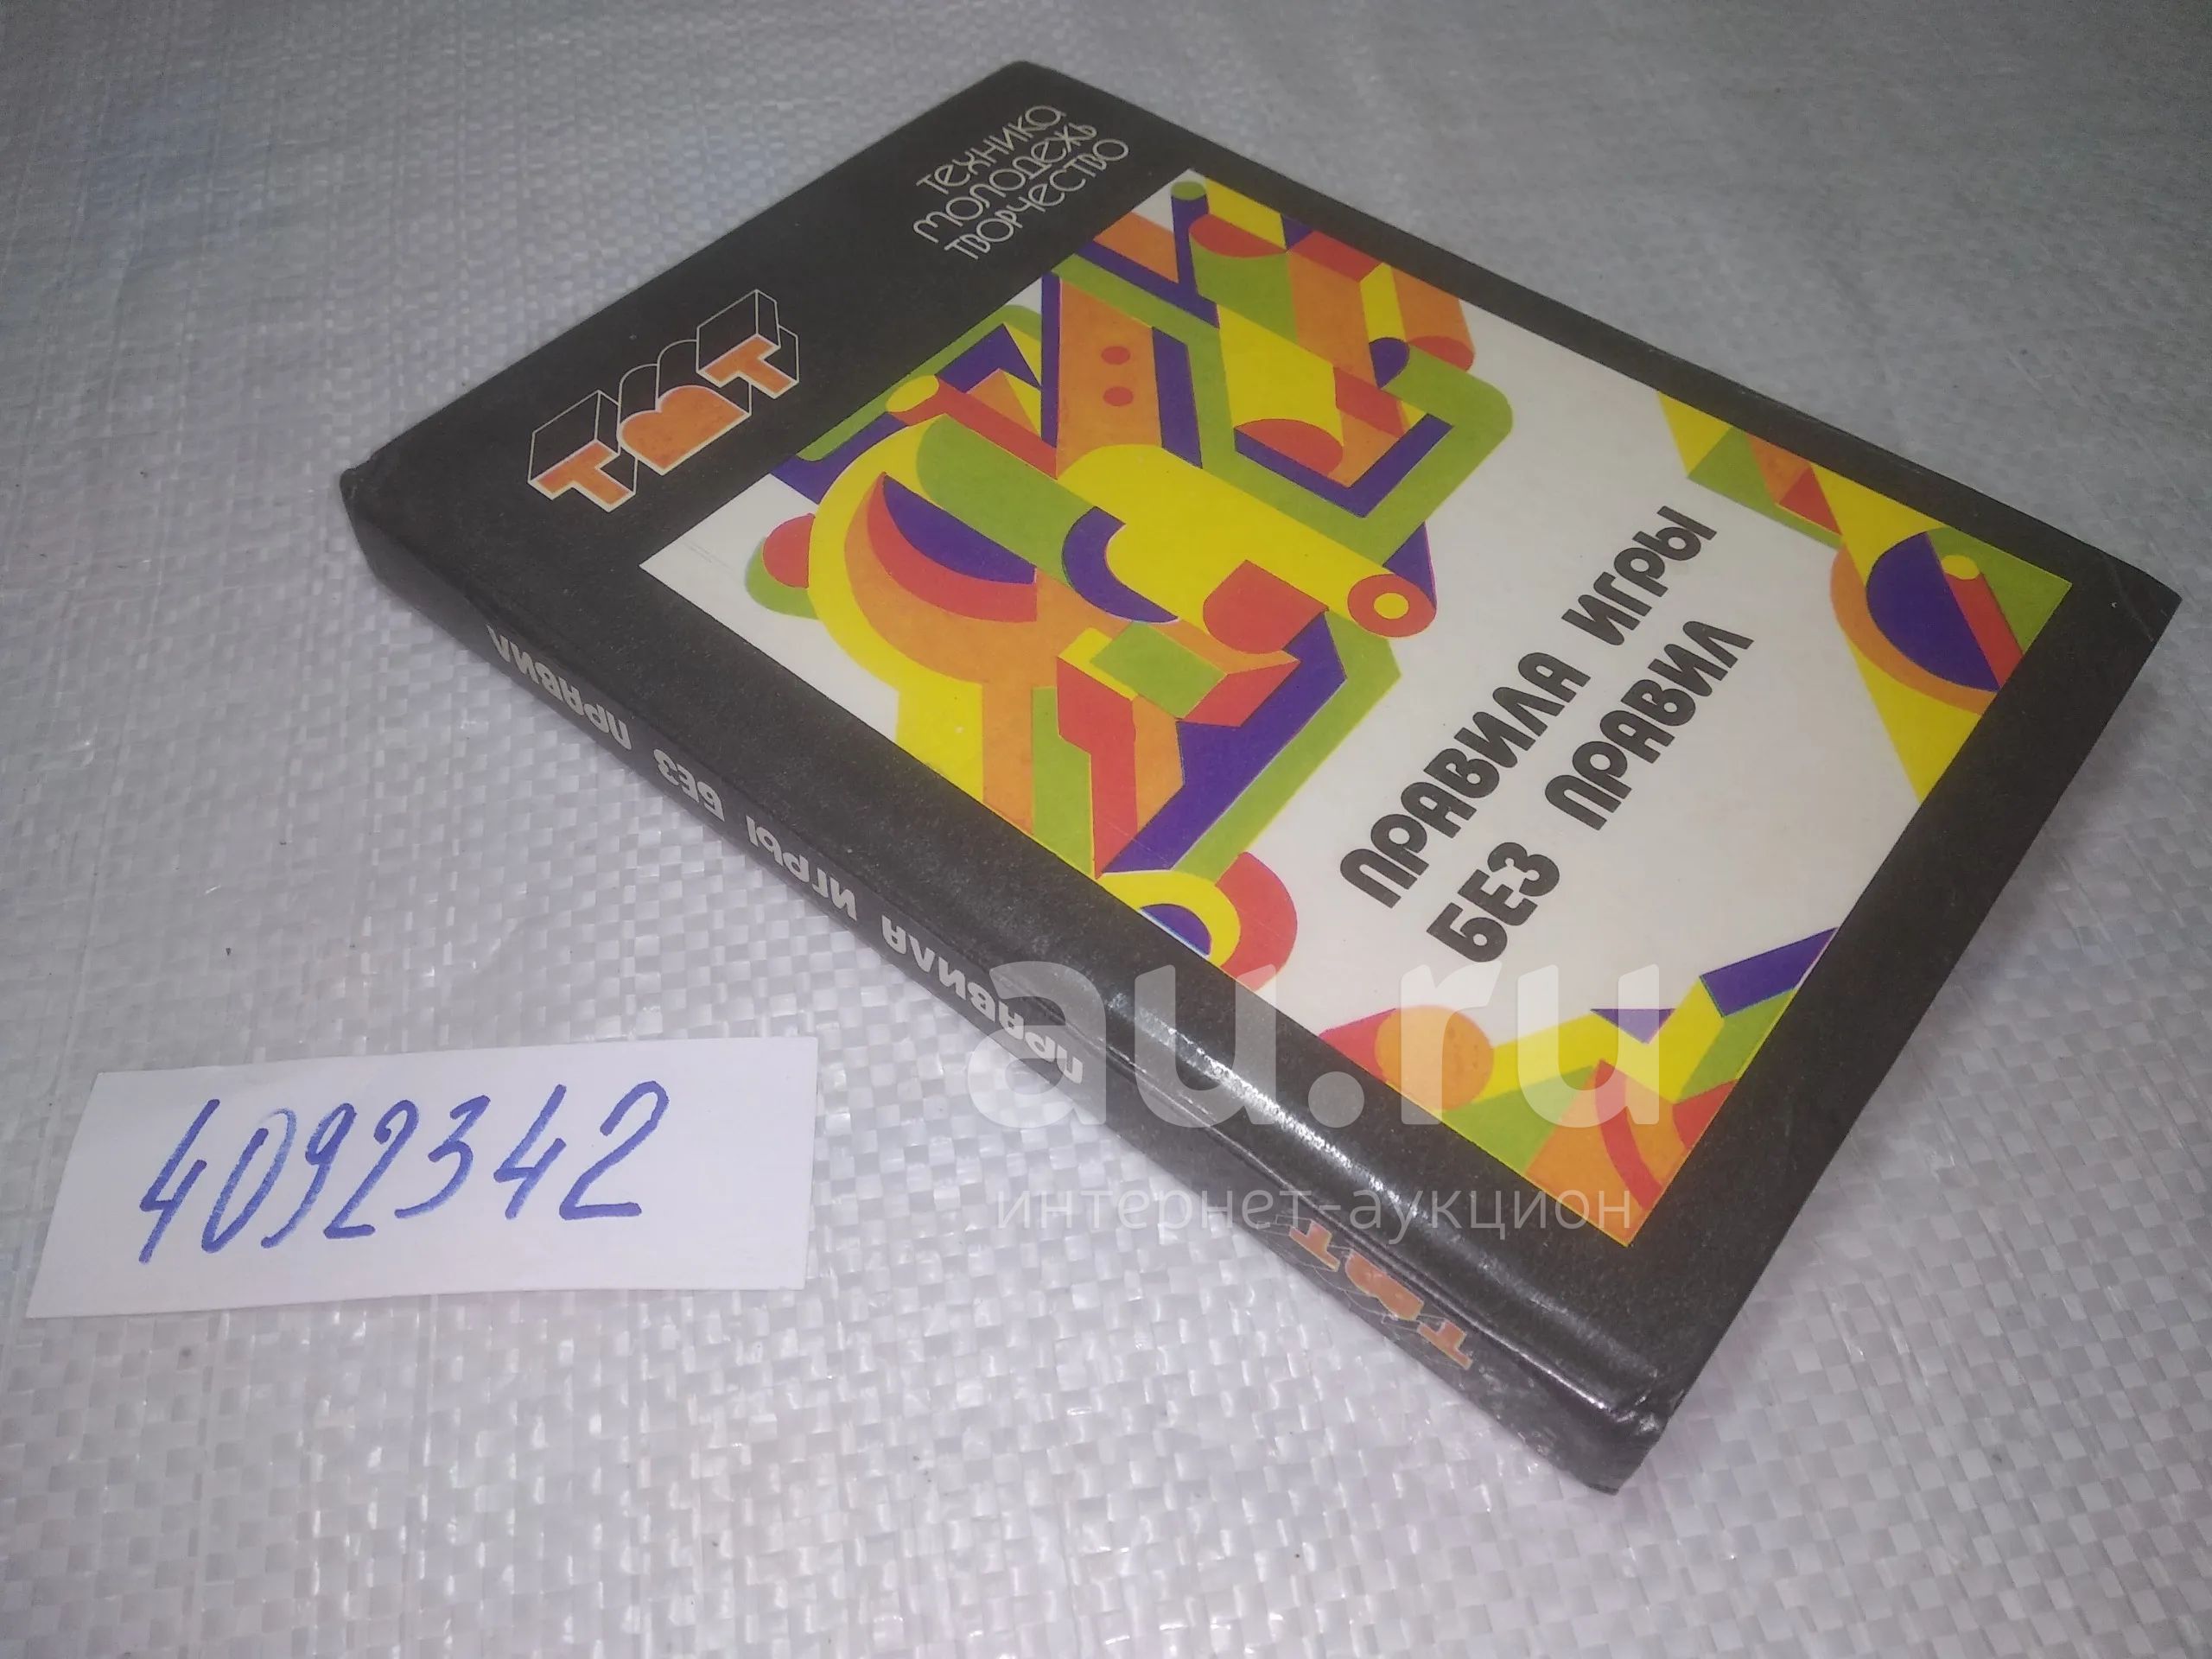 техника
молодежь
творчество
ТМТ
ПРАВИЛА ИГРЫ
БЕЗ ПРАВИЛ
ПРАВИЛА ИГРЫ БЕЗ ПРАВИЛ
ТМТ
4092342
au.ru
интернет-аукцион